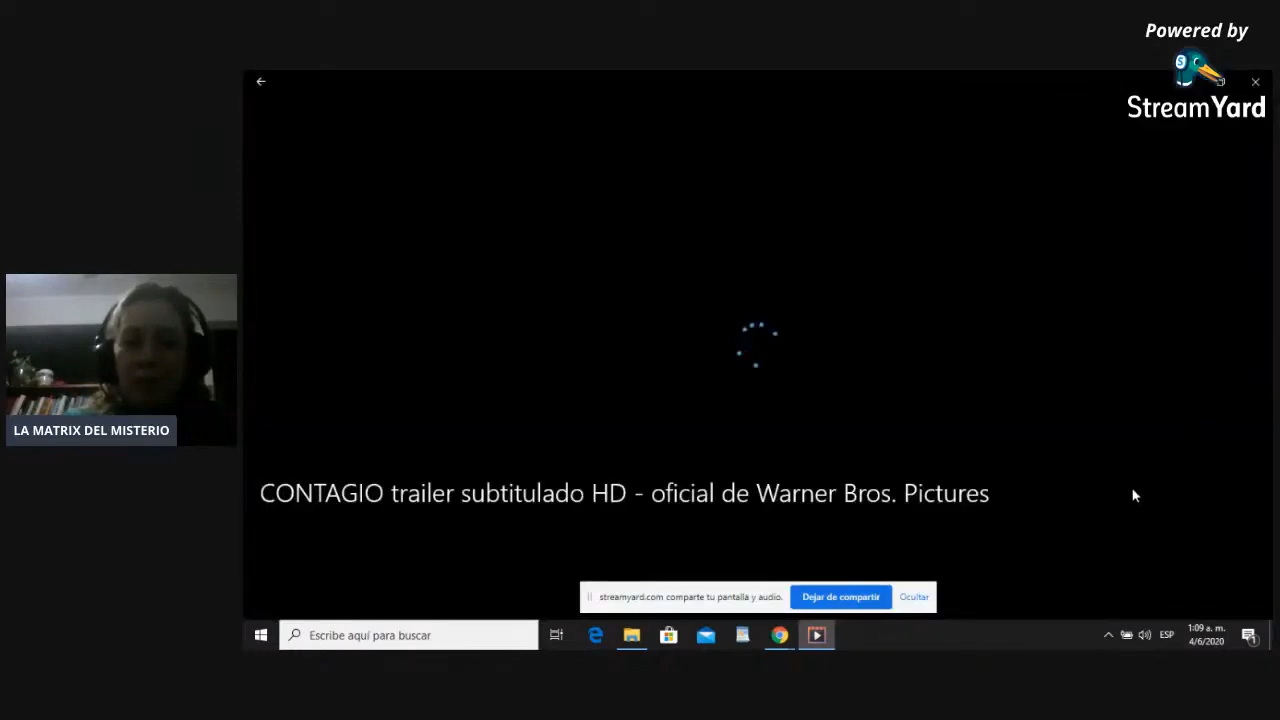 Powered by
StreamYard
LA MATRIX DEL MISTERIO
CONTAGIO trailer subtitulado HD - oficial de Warner Bros. Pictures
streamyard.com comparte tu pantalla y audio.
Dejar de compartir
Ocultar
Escribe aquí para buscar
ESP
1:09 a. m.
4/6/2020